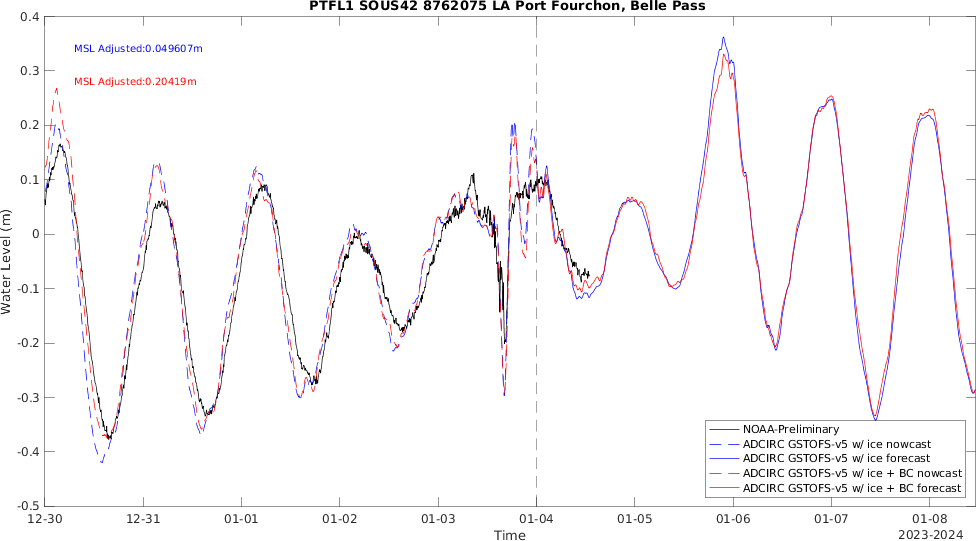 PTFL1 SOUS42 8762075 LA Port Fourchon, Belle Pass
MSL Adjusted:0.049607m
MSL Adjusted:0.20419m
Water Level (m)
0.4
0.3
0.2
0.1
0
-0.1
-0.2
-0.3
-0.4
-0.5
NOAA-Preliminary
ADCIRC GSTOFS-v5 w/ ice nowcast
ADCIRC GSTOFS-v5 w/ ice forecast
ADCIRC GSTOFS-v5 w/ ice + BC nowcast
ADCIRC GSTOFS-v5 w/ ice + BC forecast
12-30 12-31 01-01 01-02 01-03 01-04 01-05 01-06 01-07 01-08
Time
2023-2024